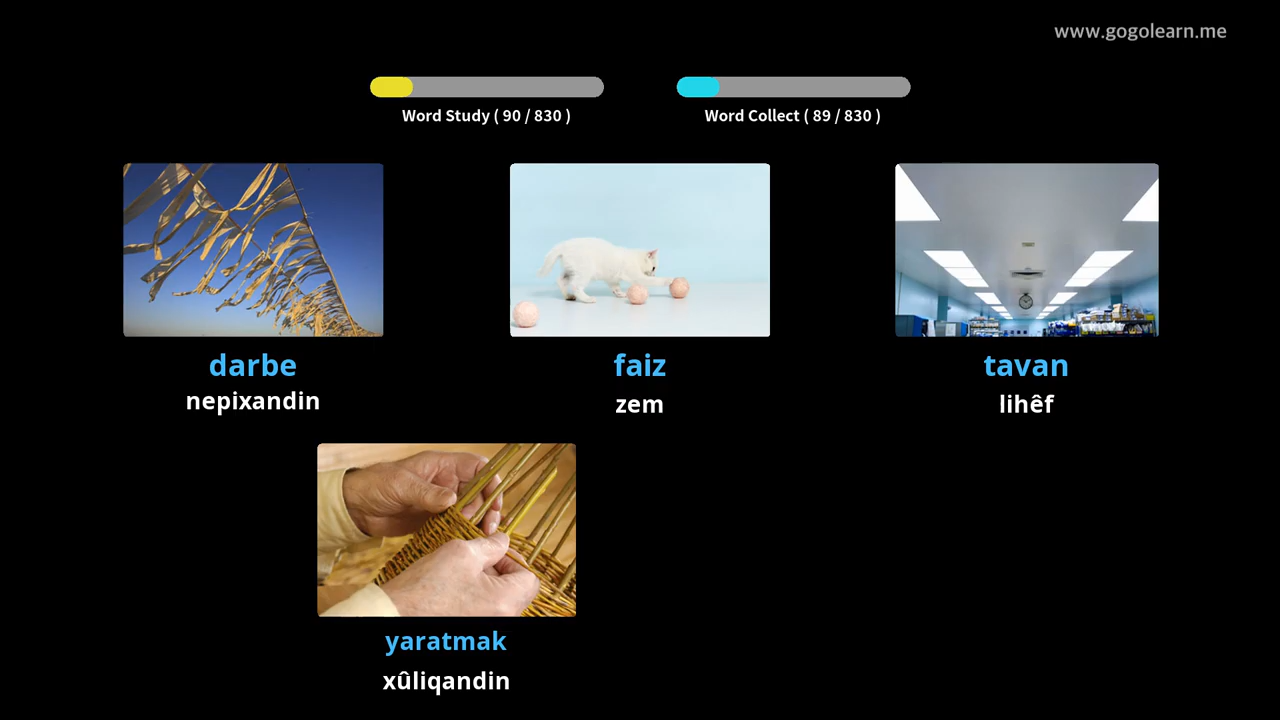 www.gogolearn.me
Word Study ( 90 / 830 )
Word Collect ( 89 / 830 )
darbe
nepixandin
faiz
zem
tavan
lihêf
yaratmak
xûliqandin